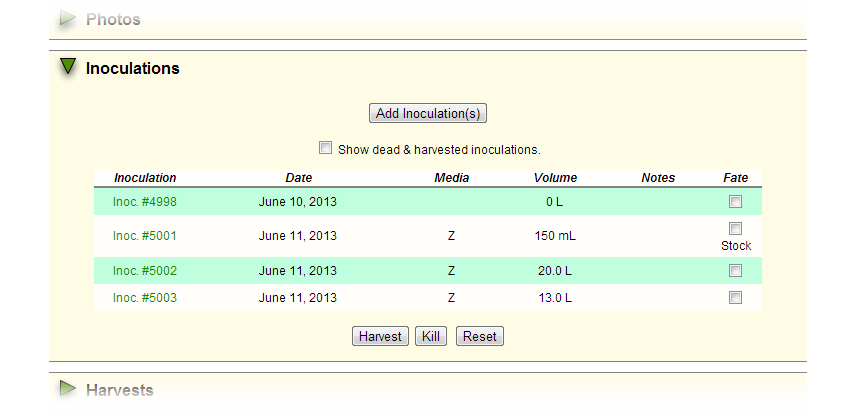 Photos
Inoculations
Add Inoculation(s)
Show dead & harvested inoculations.
Inoculation Date Media Volume Notes Fate
Inoc. #4998 June 10, 2013 0 L
Inoc. #5001 June 11, 2013 Z 150 mL
Stock
Inoc. #5002 June 11, 2013 Z 20.0 L
Inoc. #5003 June 11, 2013 Z 13.0 L
Harvest Kill Reset
Harvests